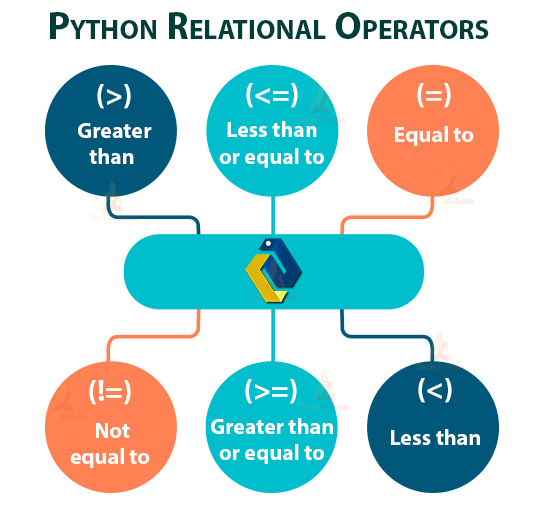 Python Relational Operators
(>)
Greater
than
(<=)
Less than
or equal to
(=)
Equal to
(!=)
Not
equal to
(>=)
Greater than
or equal to
(<)
Less than